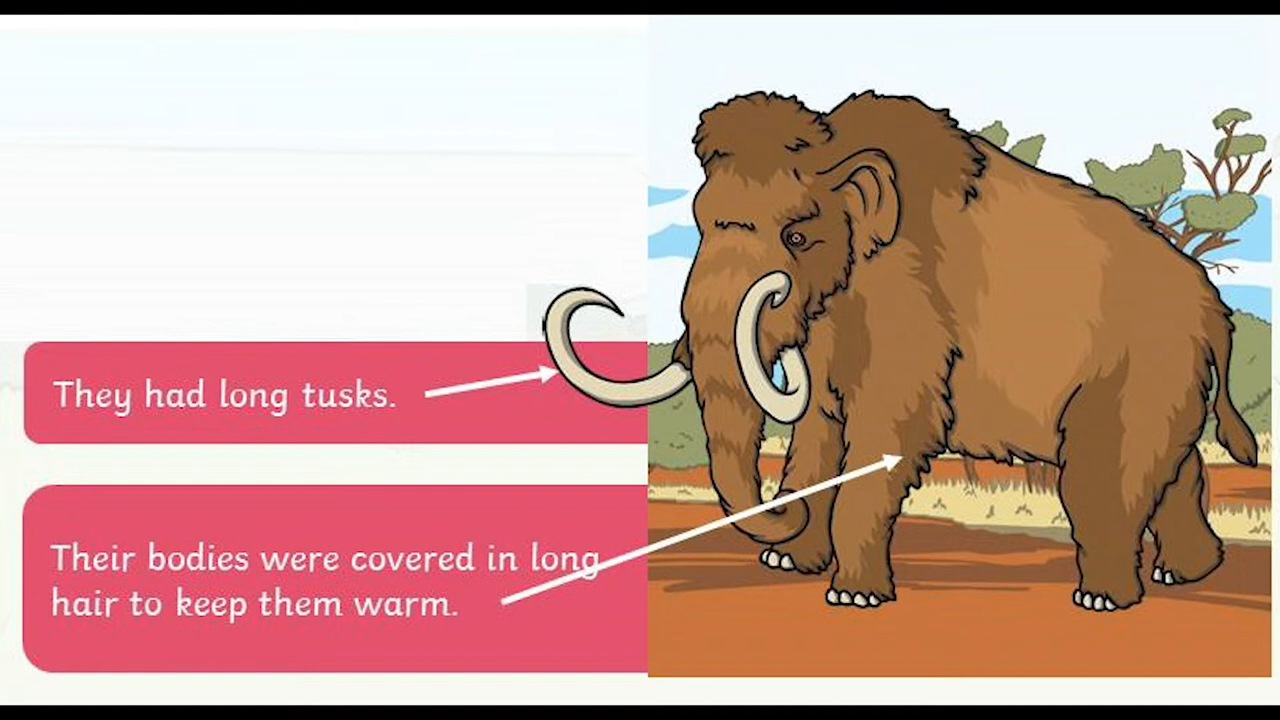 They had long tusks.
Their bodies were covered in long
hair to keep them warm.